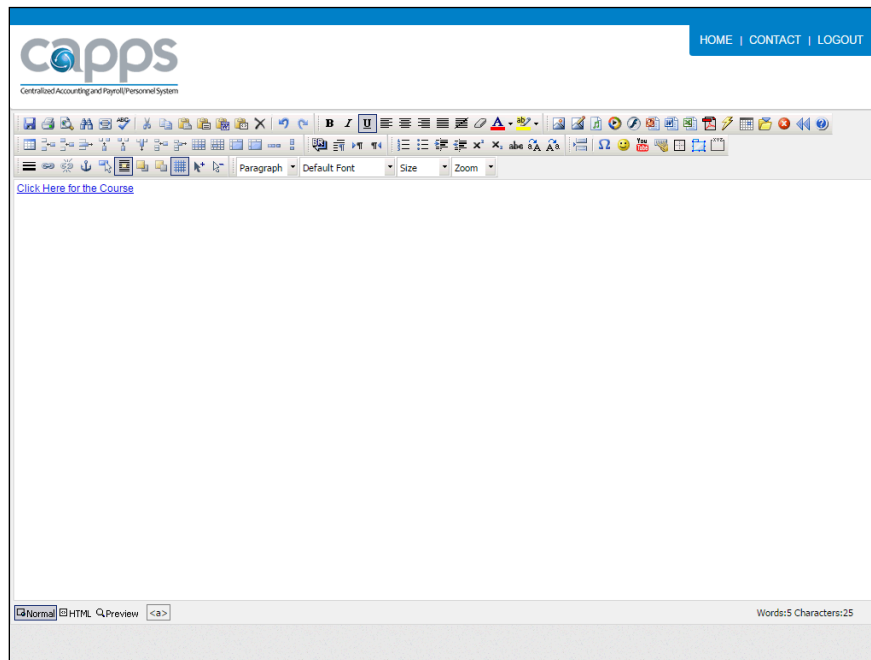 HOME | CONTACT | LOGOUT
capps
Centralized Accounting and Payroll/Personnel System
B I U A
Paragraph Default Font Size Zoom
Click Here for the Course
Normal HTML Preview <a> Words:5 Characters:25